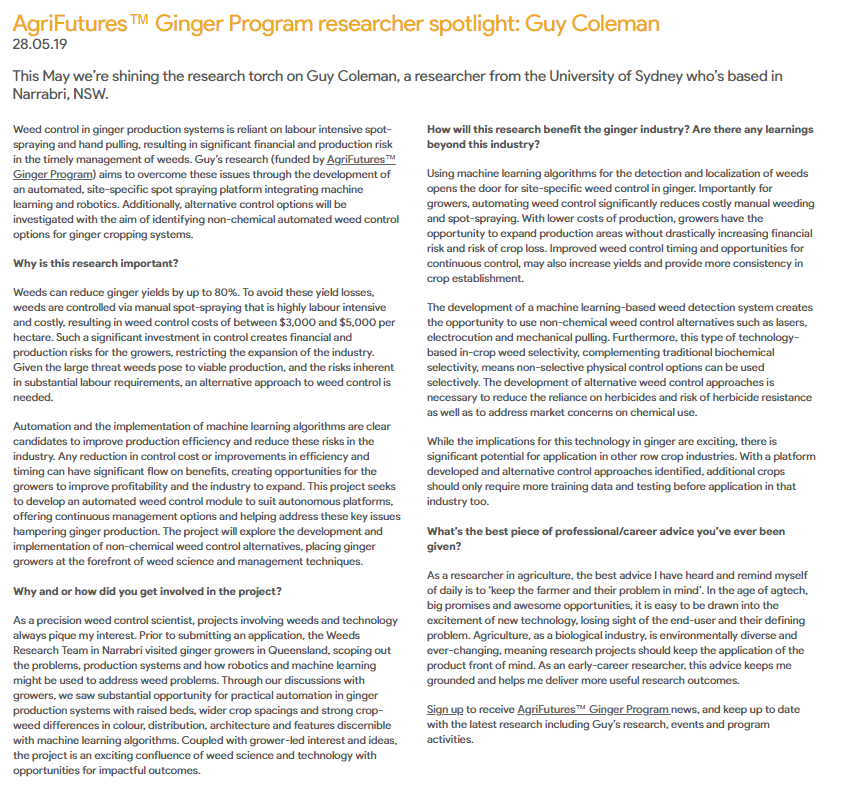 AgriFutures™ Ginger Program researcher spotlight: Guy Coleman
28.05.19
This May we're shining the research torch on Guy Coleman, a researcher from the University of Sydney who's based in
Narrabri, NSW.
Weed control in ginger production systems is reliant on labour intensive spot-
spraying and hand pulling, resulting in significant financial and production risk
in the timely management of weeds. Guy's research (funded by AgriFutures™
Ginger Program) aims to overcome these issues through the development of
an automated, site-specific spot spraying platform integrating machine
learning and robotics. Additionally, alternative control options will be
investigated with the aim of identifying non-chemical automated weed control
options for ginger cropping systems.
Why is this research important?
Weeds can reduce ginger yields by up to 80%. To avoid these yield losses,
weeds are controlled via manual spot-spraying that is highly labour intensive
and costly, resulting in weed control costs of between $3,000 and $5,000 per
hectare. Such a significant investment in control creates financial and
production risks for the growers, restricting the expansion of the industry.
Given the large threat weeds pose to viable production, and the risks inherent
in substantial labour requirements, an alternative approach to weed control is
needed.
Automation and the implementation of machine learning algorithms are clear
candidates to improve production efficiency and reduce these risks in the
industry. Any reduction in control cost or improvements in efficiency and
timing can have significant flow on benefits, creating opportunities for the
growers to improve profitability and the industry to expand. This project seeks
to develop an automated weed control module to suit autonomous platforms,
offering continuous management options and helping address these key issues
hampering ginger production. The project will explore the development and
implementation of non-chemical weed control alternatives, placing ginger
growers at the forefront of weed science and management techniques.
Why and or how did you get involved in the project?
As a precision weed control scientist, projects involving weeds and technology
always pique my interest. Prior to submitting an application, the Weeds
Research Team in Narrabri visited ginger growers in Queensland, scoping out
the problems, production systems and how robotics and machine learning
might be used to address weed problems. Through our discussions with
growers, we saw substantial opportunity for practical automation in ginger
production systems with raised beds, wider crop spacings and strong crop-
weed differences in colour, distribution, architecture and features discernible
with machine learning algorithms. Coupled with grower-led interest and ideas,
the project is an exciting confluence of weed science and technology with
opportunities for impactful outcomes.
How will this research benefit the ginger industry? Are there any learnings
beyond this industry?
Using machine learning algorithms for the detection and localization of weeds
opens the door for site-specific weed control in ginger. Importantly for
growers, automating weed control significantly reduces costly manual weeding
and spot-spraying. With lower costs of production, growers have the
opportunity to expand production areas without drastically increasing financial
risk and risk of crop loss. Improved weed control timing and opportunities for
continuous control, may also increase yields and provide more consistency in
crop establishment.
The development of a machine learning-based weed detection system creates
the opportunity to use non-chemical weed control alternatives such as lasers,
electrocution and mechanical pulling. Furthermore, this type of technology-
based in-crop weed selectivity, complementing traditional biochemical
selectivity, means non-selective physical control options can be used
selectively. The development of alternative weed control approaches is
necessary to reduce the reliance on herbicides and risk of herbicide resistance
as well as to address market concerns on chemical use.
While the implications for this technology in ginger are exciting, there is
significant potential for application in other row crop industries. With a platform
developed and alternative control approaches identified, additional crops
should only require more training data and testing before application in that
industry too.
What's the best piece of professional/career advice you've ever been
given?
As a researcher in agriculture, the best advice I have heard and remind myself
of daily is to 'keep the farmer and their problem in mind'. In the age of agtech,
big promises and awesome opportunities, it is easy to be drawn into the
excitement of new technology, losing sight of the end-user and their defining
problem. Agriculture, as a biological industry, is environmentally diverse and
ever-changing, meaning research projects should keep the application of the
product front of mind. As an early-career researcher, this advice keeps me
grounded and helps me deliver more useful research outcomes.
Sign up to receive AgriFutures™ Ginger Program news, and keep up to date
with the latest research including Guy's research, events and program
activities.